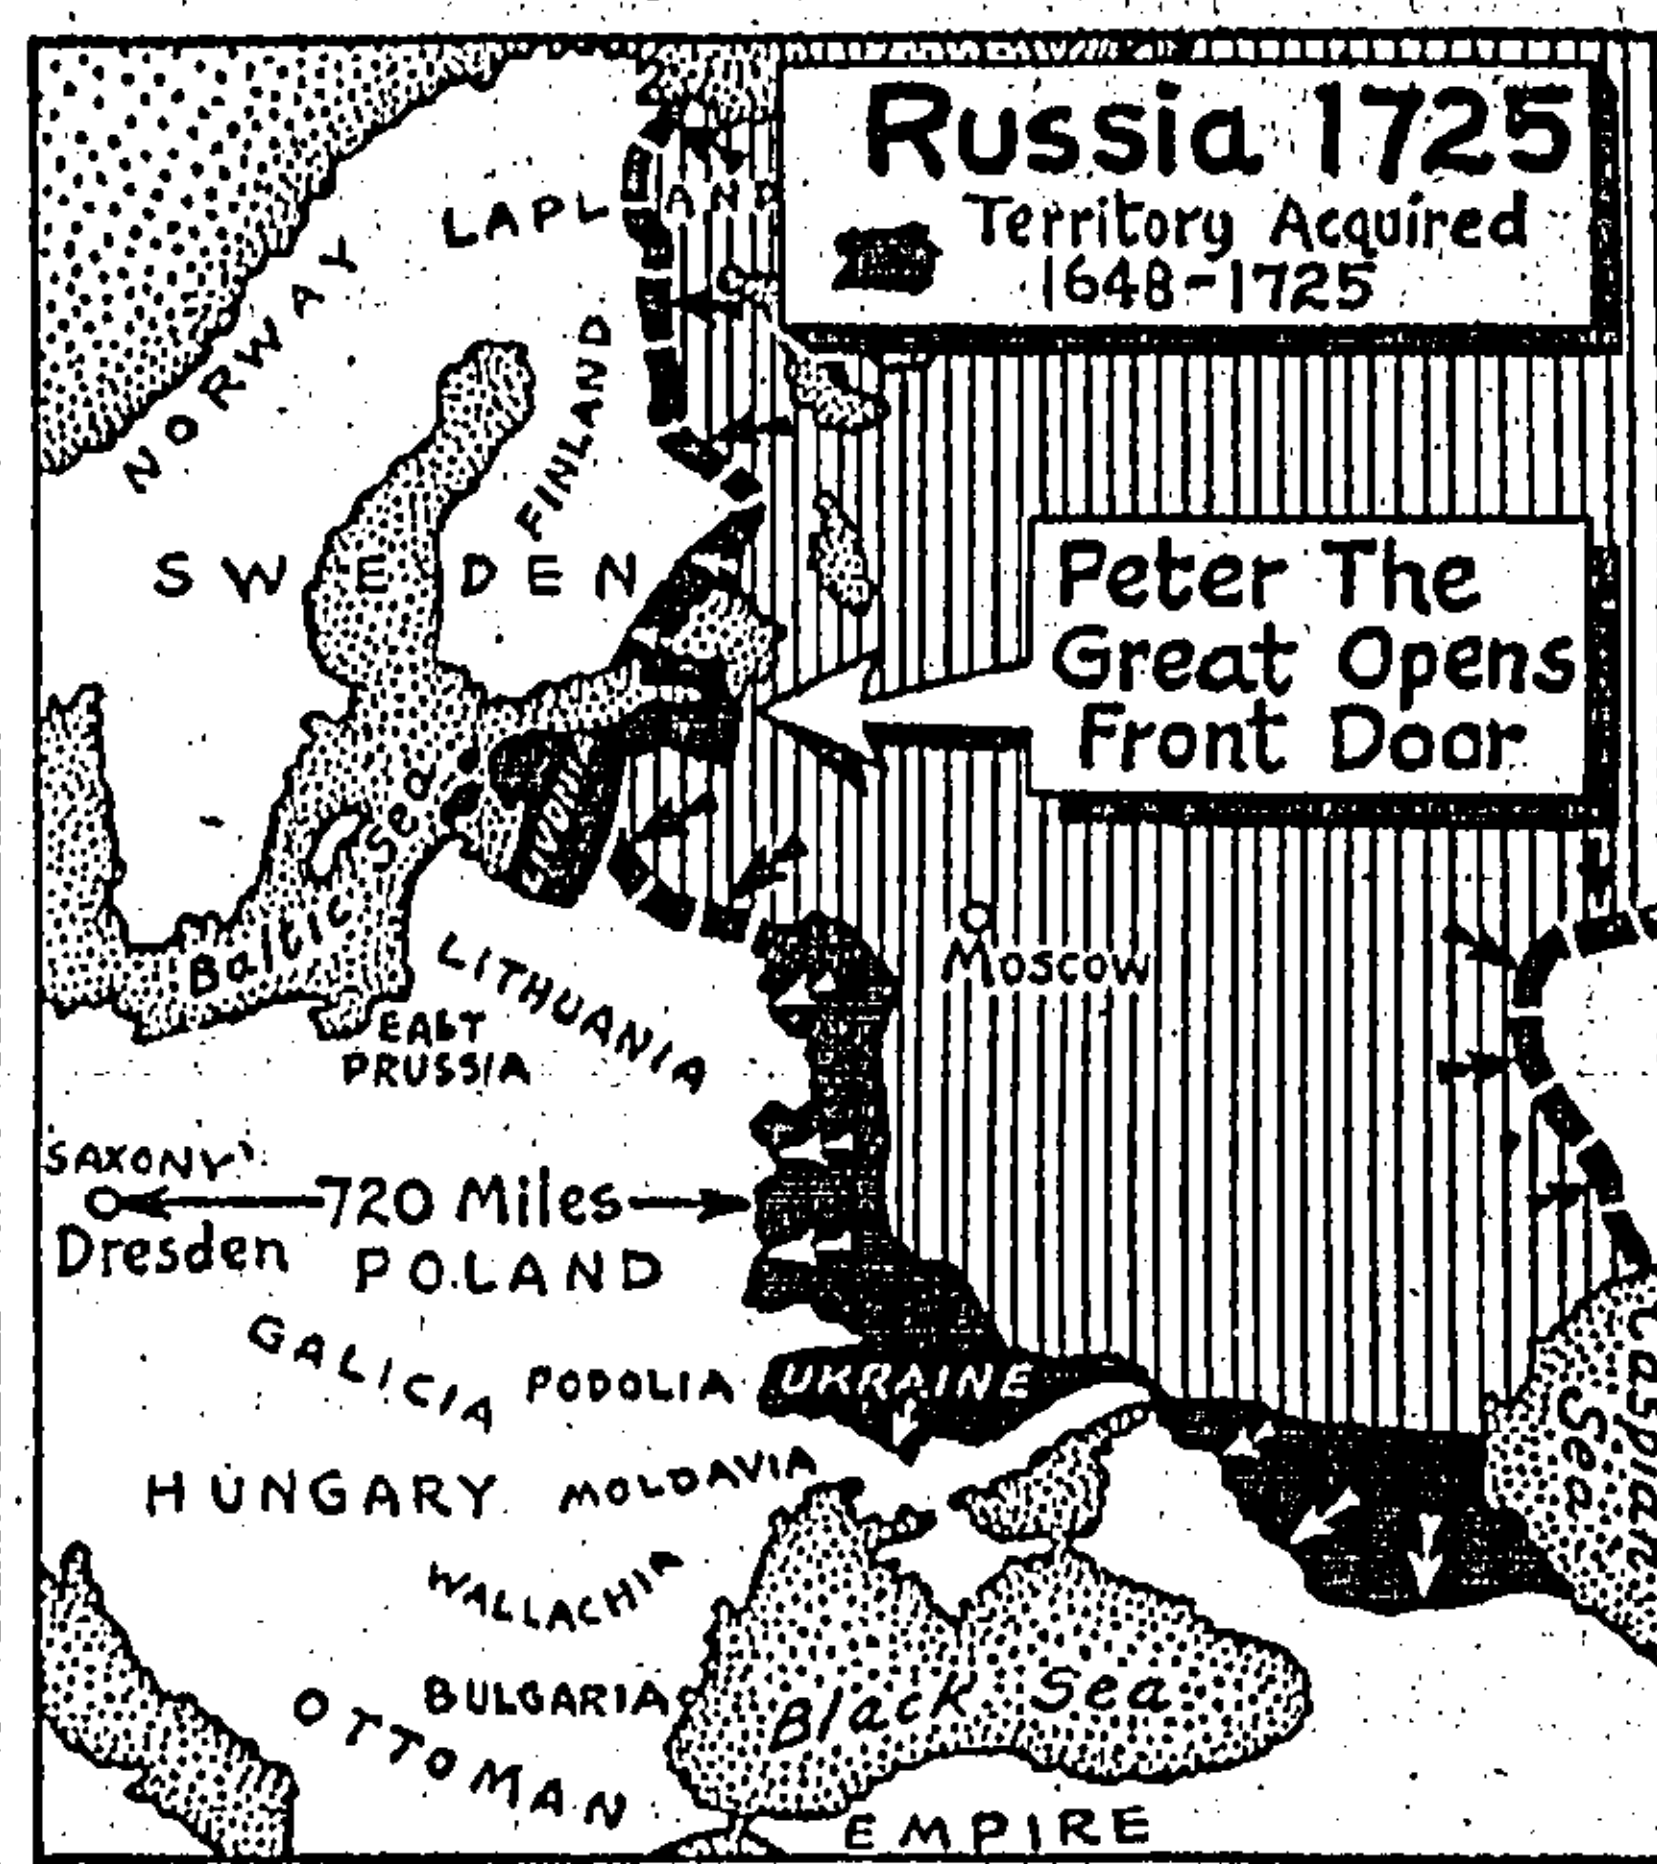 Russia 1725
Territory Acquired
1648-1725
LAPLAND
NORWAY
FINLAND
SWEDEN
Peter The
Great Opens
Front Door
Baltic Sea
LIVONIA
Moscow
LITHUANIA
EAST
PRUSSIA
SAXONY
720 Miles
Dresden
POLAND
GALICIA
PODOLIA
UKRAINE
Caspian
Sea
HUNGARY
MOLDAVIA
WALLACHIA
BULGARIA
Black Sea
OTTOMAN
EMPIRE